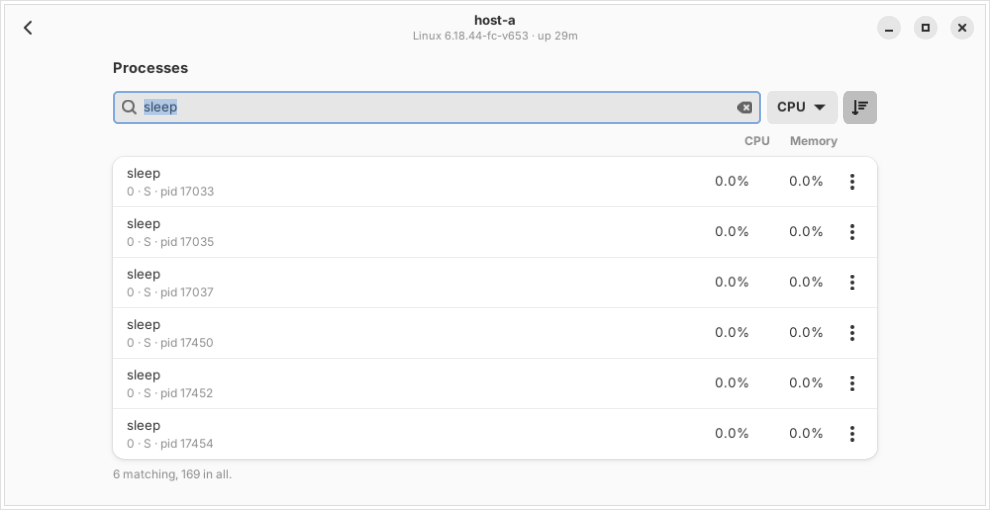 host-a
Linux 6.18.44-fc-v653 · up 29m
Processes
sleep
CPU
CPU Memory
sleep
0 · S · pid 17033
0.0% 0.0%
sleep
0 · S · pid 17035
0.0% 0.0%
sleep
0 · S · pid 17037
0.0% 0.0%
sleep
0 · S · pid 17450
0.0% 0.0%
sleep
0 · S · pid 17452
0.0% 0.0%
sleep
0 · S · pid 17454
0.0% 0.0%
6 matching, 169 in all.